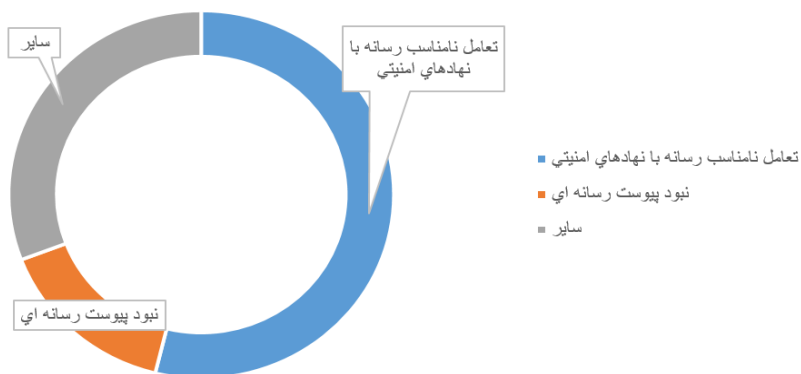 سایر
تعامل نامناسب رسانه با
نهادهاي امنيتي
نبود پيوست رسانه اي
تعامل نامناسب رسانه با نهادهاي امنيتي
نبود پيوست رسانه اي
ساير